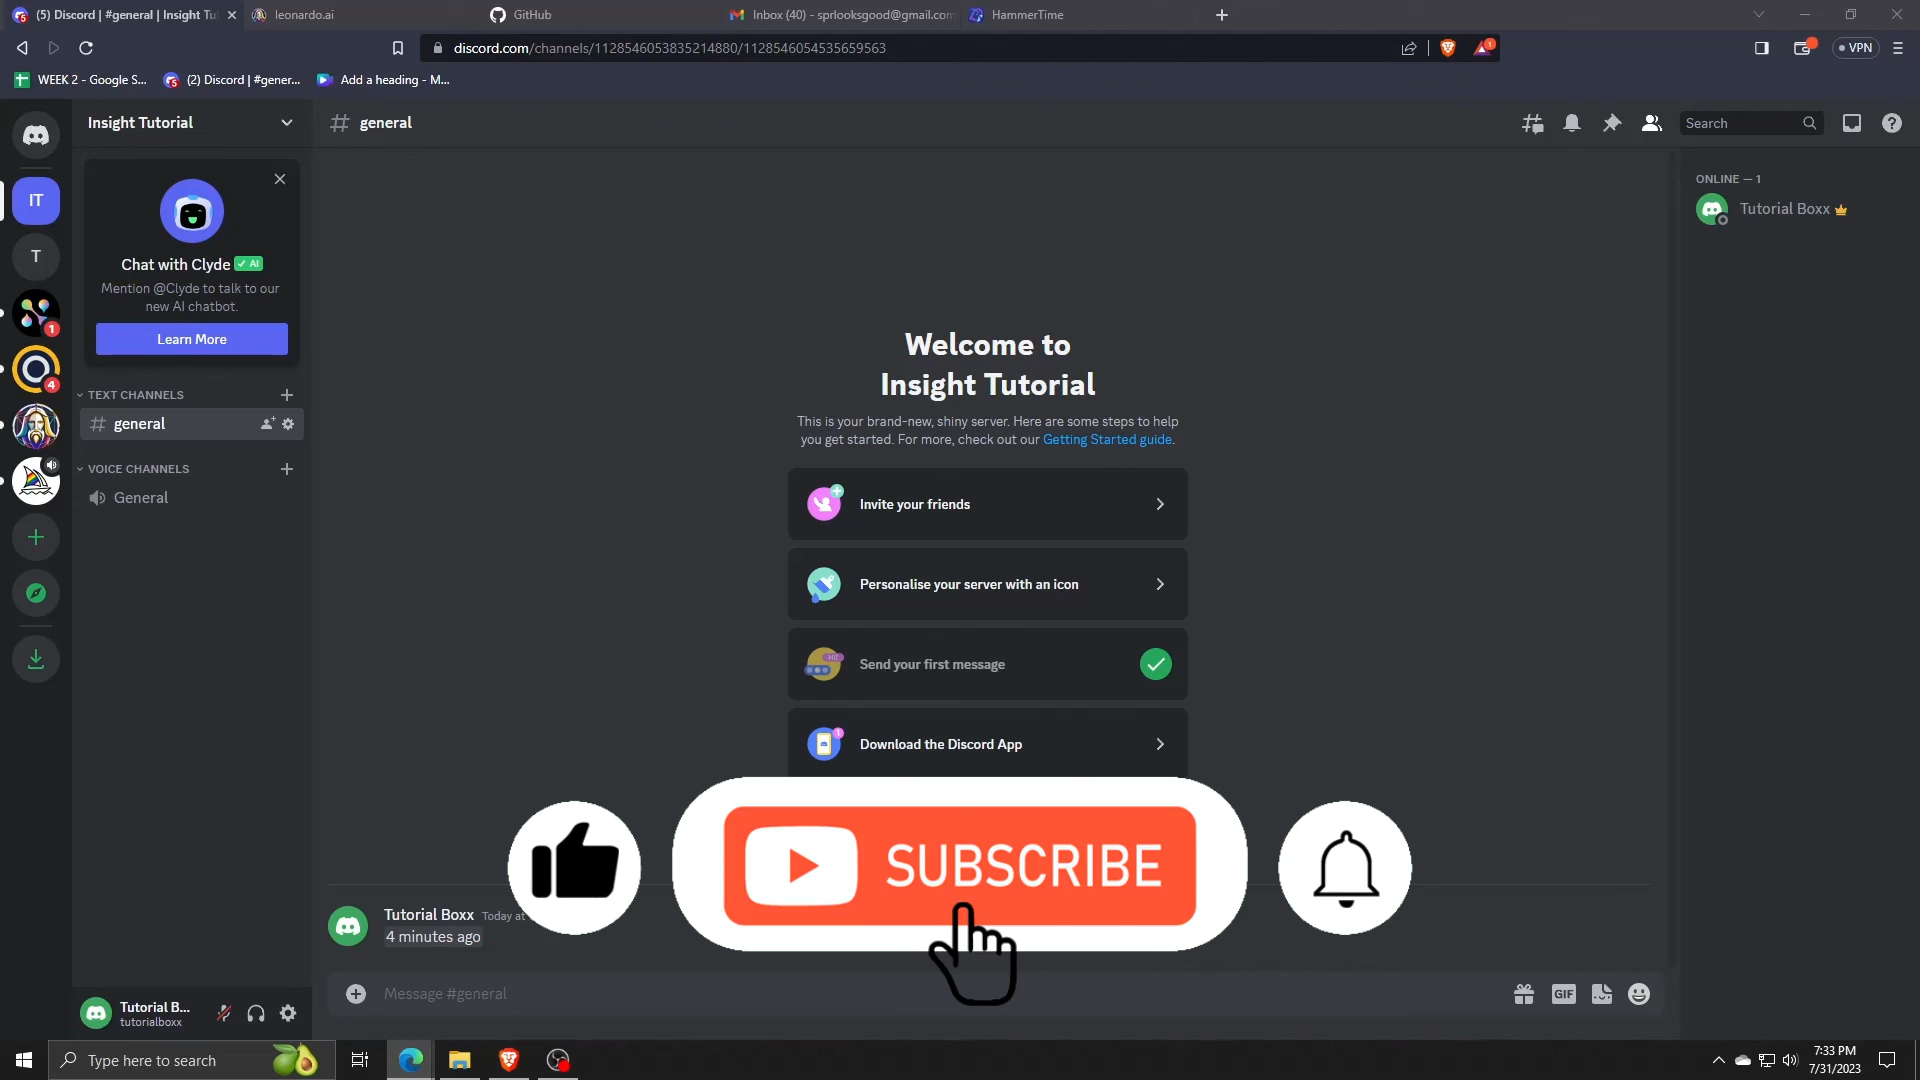 (5) Discord | #general | Insight Tu
leonardo.ai
GitHub
Inbox (40) - sprlooksgood@gmail.com
HammerTime
discord.com/channels/1128546053835214880/1128546054535659563
1
VPN
WEEK 2 - Google S...
(2) Discord | #gener...
Add a heading - M...
Insight Tutorial
general
Search
IT
T
1
4
Chat with Clyde AI
Mention @Clyde to talk to our
new AI chatbot.
Learn More
TEXT CHANNELS
general
VOICE CHANNELS
General
ONLINE — 1
Tutorial Boxx
Welcome to
Insight Tutorial
This is your brand-new, shiny server. Here are some steps to help
you get started. For more, check out our Getting Started guide.
Invite your friends
Personalise your server with an icon
Send your first message
Download the Discord App
SUBSCRIBE
Tutorial Boxx Today at
4 minutes ago
Message #general
GIF
Tutorial B...
tutorialboxx
Type here to search
7:33 PM
7/31/2023